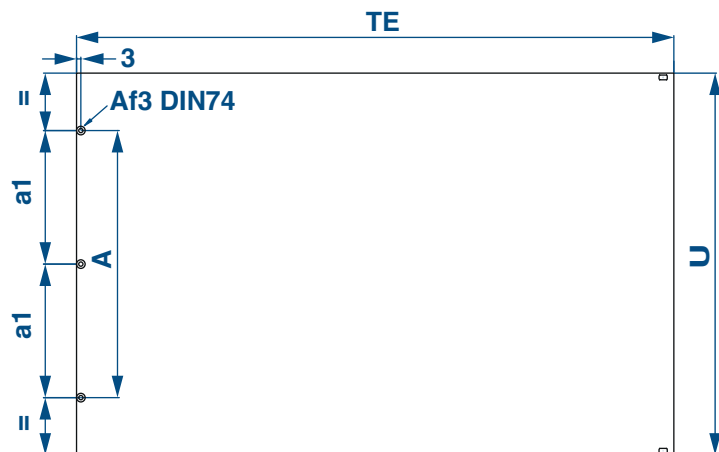 TE
3
=
Af3 DIN74
a1
A
U
a1
=